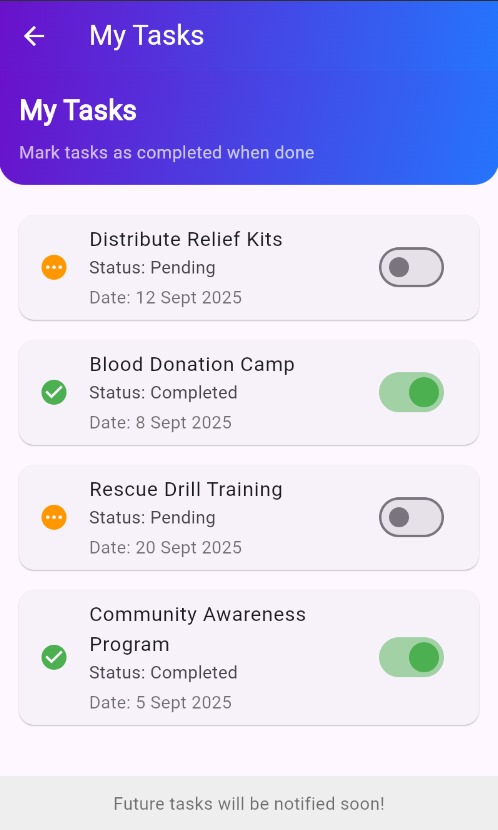 My Tasks
My Tasks
Mark tasks as completed when done
Distribute Relief Kits
Status: Pending
Date: 12 Sept 2025
Blood Donation Camp
Status: Completed
Date: 8 Sept 2025
Rescue Drill Training
Status: Pending
Date: 20 Sept 2025
Community Awareness
Program
Status: Completed
Date: 5 Sept 2025
Future tasks will be notified soon!